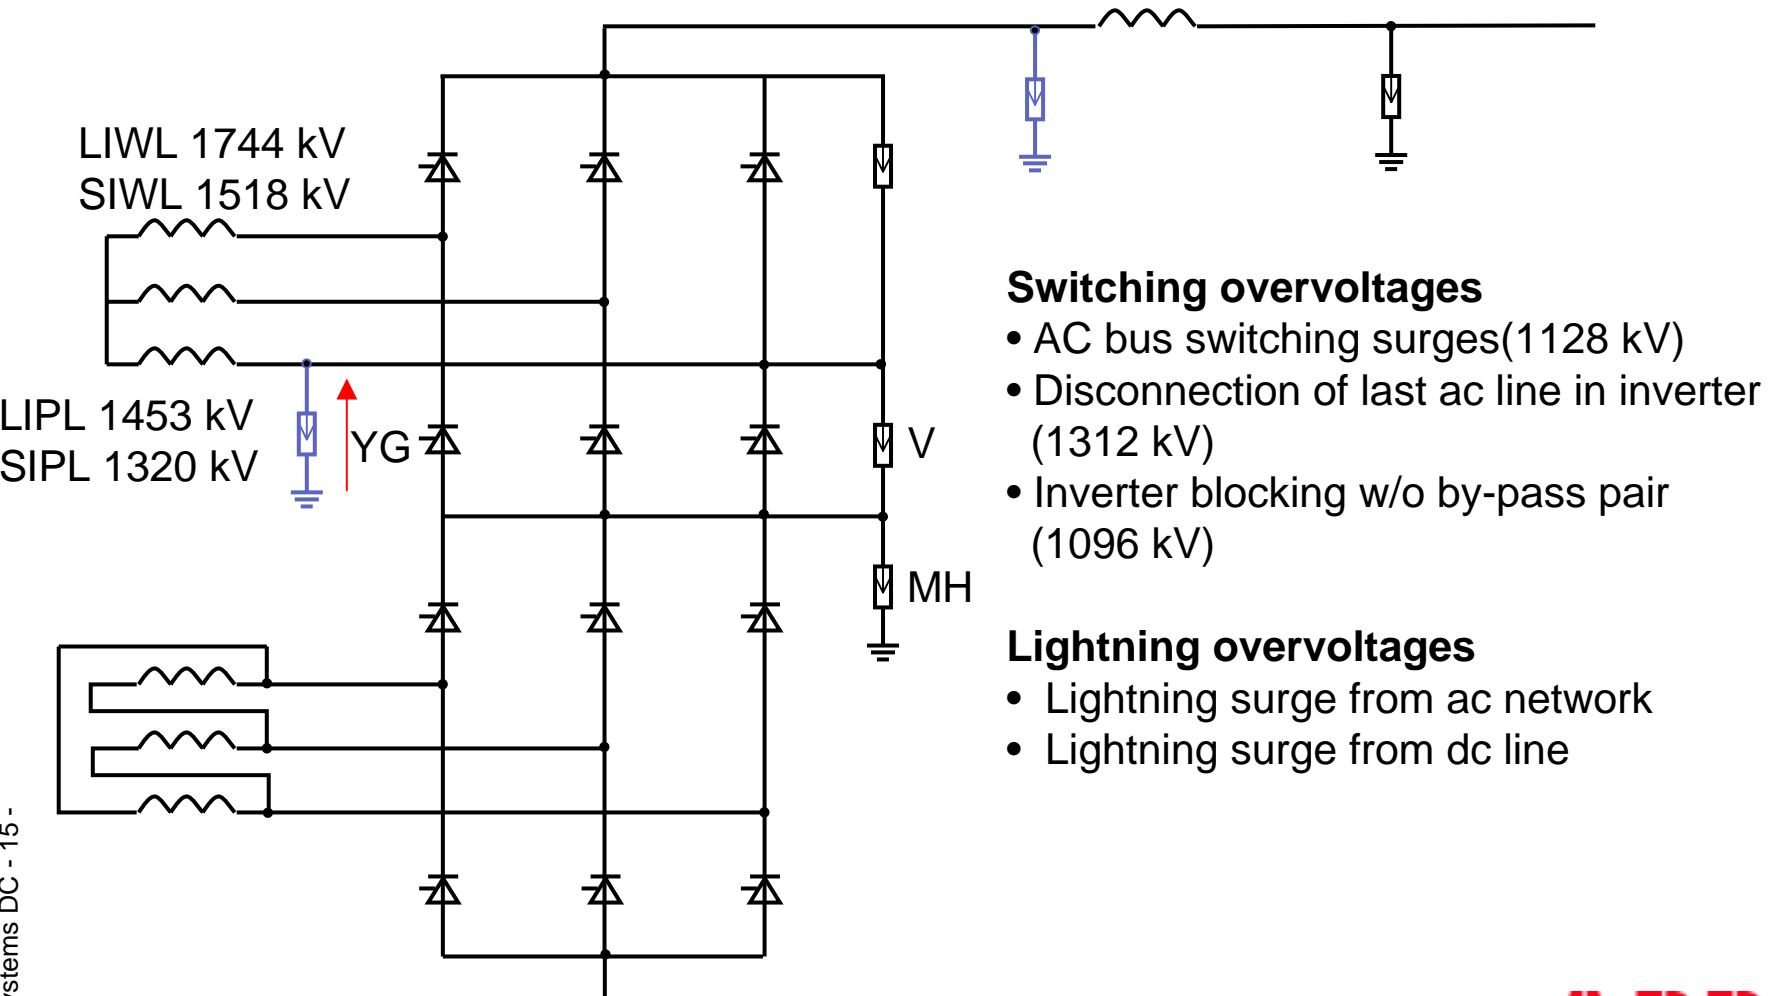 LIWL 1744 kV
SIWL 1518 kV
LIPL 1453 kV
SIPL 1320 kV
YG
V
MH
Switching overvoltages
• AC bus switching surges(1128 kV)
• Disconnection of last ac line in inverter
(1312 kV)
• Inverter blocking w/o by-pass pair
(1096 kV)
Lightning overvoltages
• Lightning surge from ac network
• Lightning surge from dc line
ystems DC - 15 -